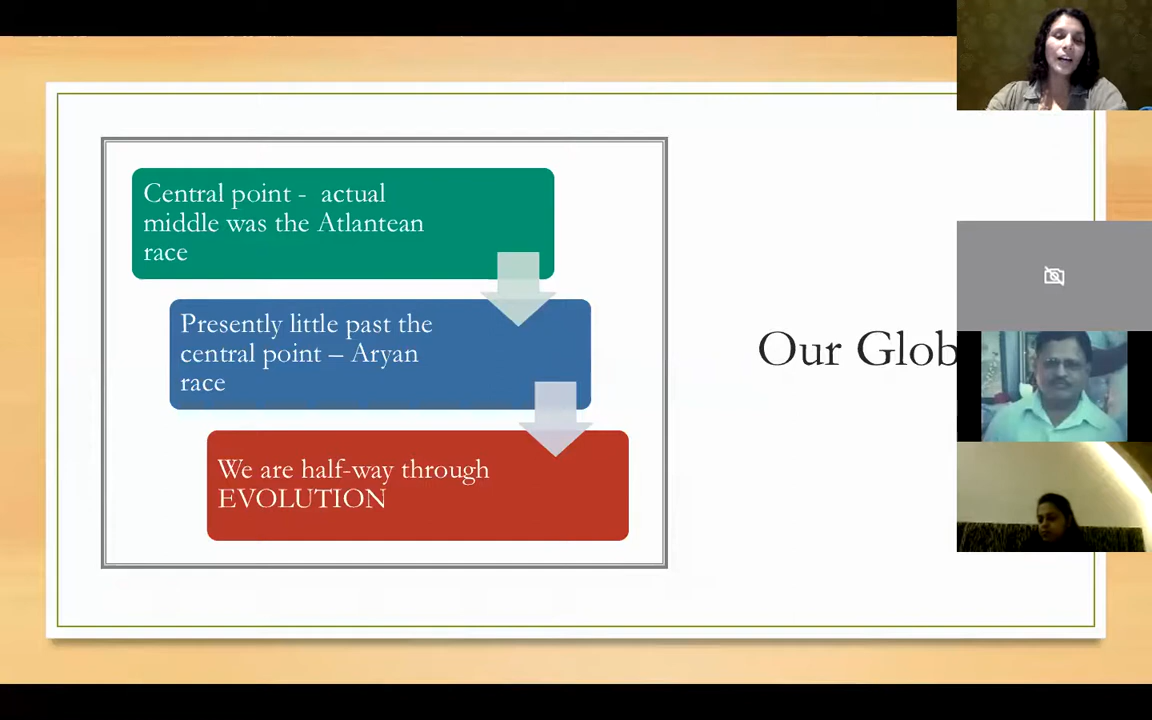 Central point - actual
middle was the Atlantean
race
Presently little past the
central point – Aryan
race
We are half-way through
EVOLUTION
Our Glob